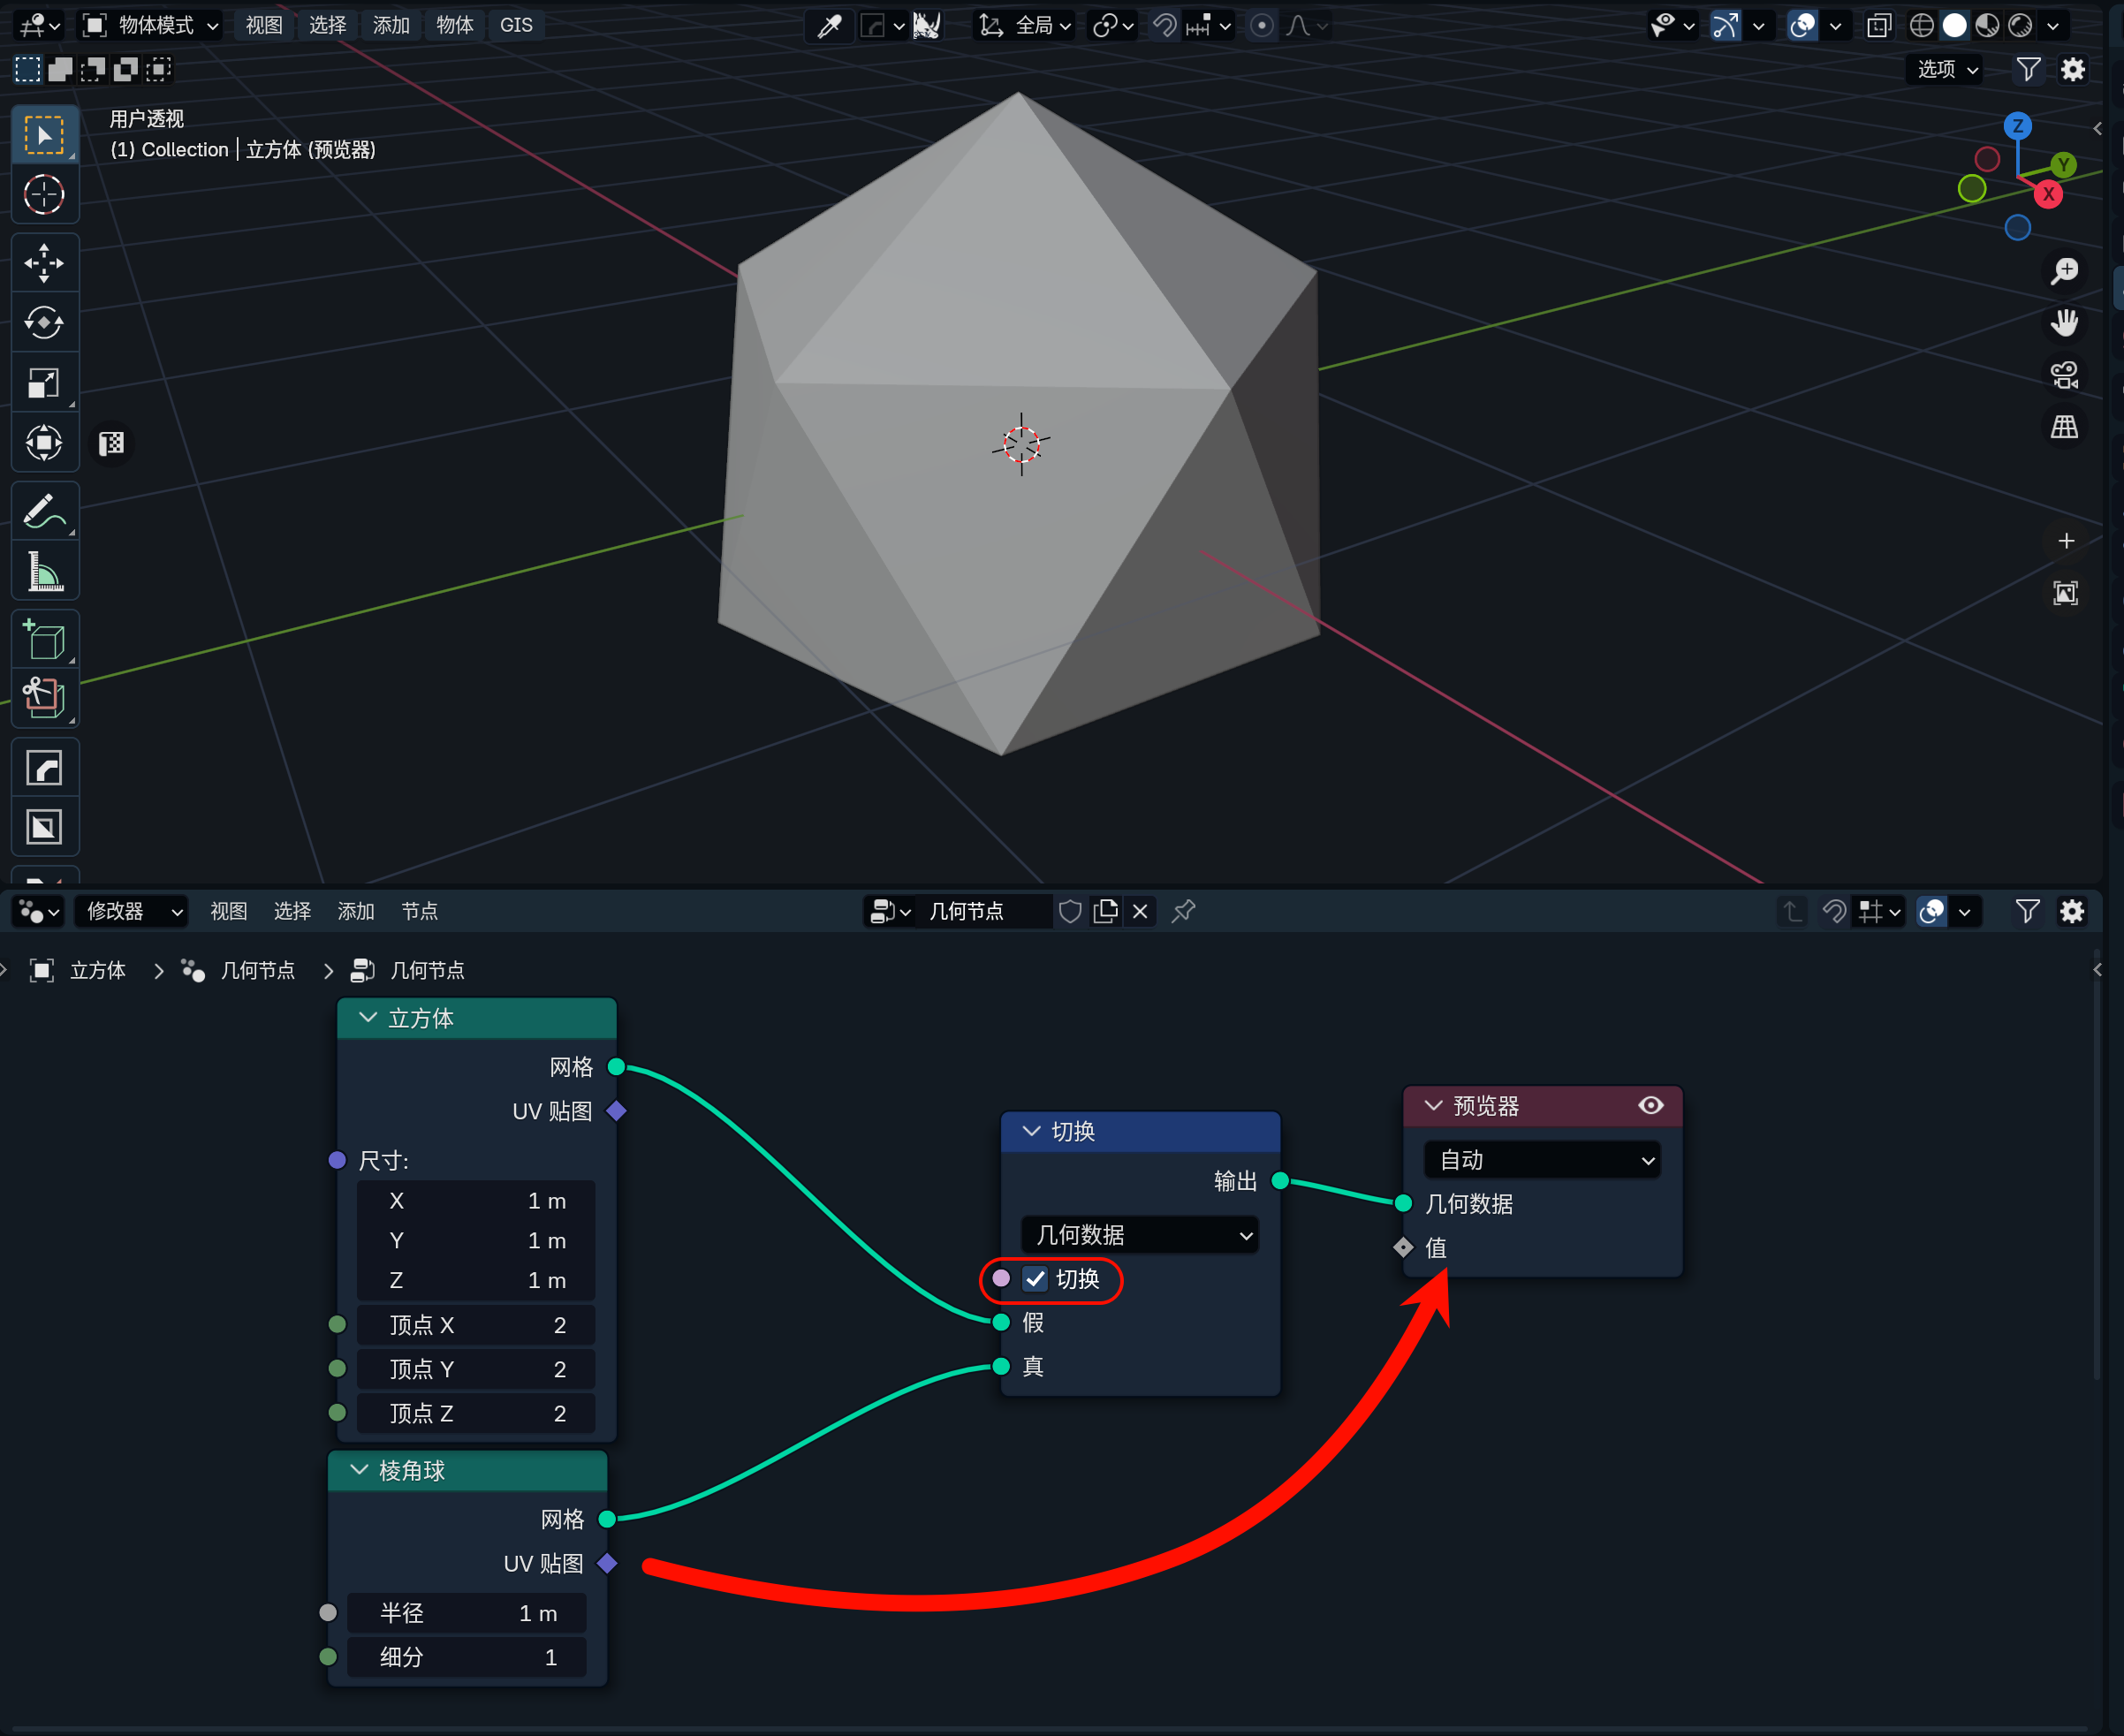 物体模式 视图 选择 添加 物体 GIS 全局
选项
用户透视
(1) Collection | 立方体 (预览器)
Z
Y
X
修改器 视图 选择 添加 节点 几何节点
立方体 几何节点 几何节点
立方体
网格
UV 贴图
尺寸:
X 1 m
Y 1 m
Z 1 m
顶点 X 2
顶点 Y 2
顶点 Z 2
棱角球
网格
UV 贴图
半径 1 m
细分 1
切换
输出
几何数据
切换
假
真
预览器
自动
几何数据
值